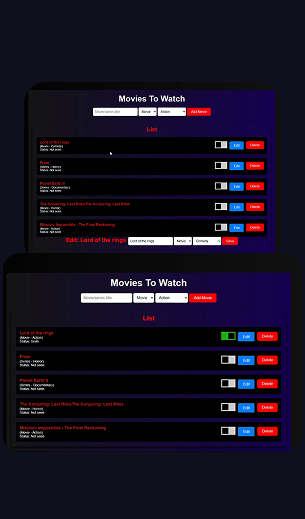 Movies To Watch
Movie/series title Movie Action Add Movie
List
Lord of the rings
(Movie - Comedy)
Status: Not seen
Edit Delete
From
(Series - Horror)
Status: Not seen
Edit Delete
Planet Earth II
(Series - Documentary)
Status: Not seen
Edit Delete
The Conjuring: Last Rites The Conjuring: Last Rites
(Movie - Horror)
Status: Not seen
Edit Delete
Mission: Impossible - The Final Reckoning
(Movie - Action)
Status: Not seen
Edit Delete
Edit: Lord of the rings Lord of the rings Movie Comedy Save
Movies To Watch
Movie/series title Movie Action Add Movie
List
Lord of the rings
(Movie - Action)
Status: Seen
Edit Delete
From
(Series - Horror)
Status: Not seen
Edit Delete
Planet Earth II
(Series - Documentary)
Status: Not seen
Edit Delete
The Conjuring: Last Rites The Conjuring: Last Rites
(Movie - Horror)
Status: Not seen
Edit Delete
Mission: Impossible - The Final Reckoning
(Movie - Action)
Status: Not seen
Edit Delete